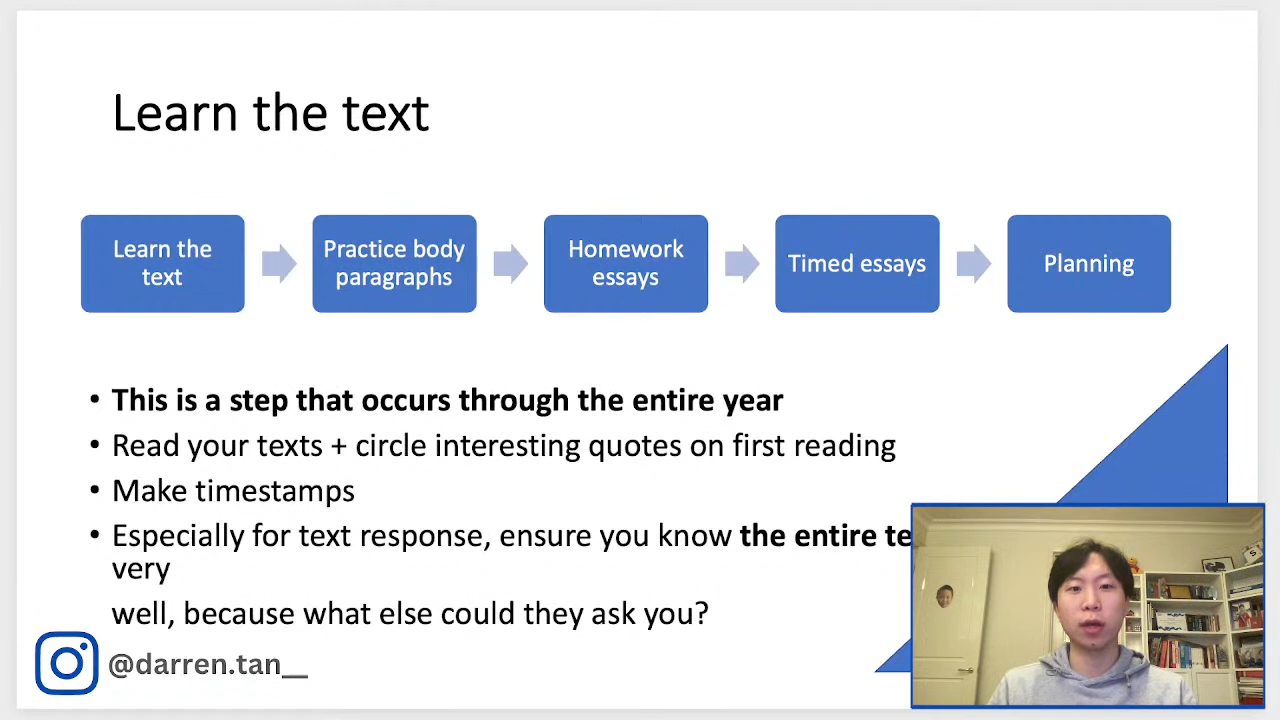 Learn the text
Learn the
text
Practice body
paragraphs
Homework
essays
Timed essays
Planning
• This is a step that occurs through the entire year
• Read your texts + circle interesting quotes on first reading
• Make timestamps
• Especially for text response, ensure you know the entire te
very
well, because what else could they ask you?
@darren.tan__